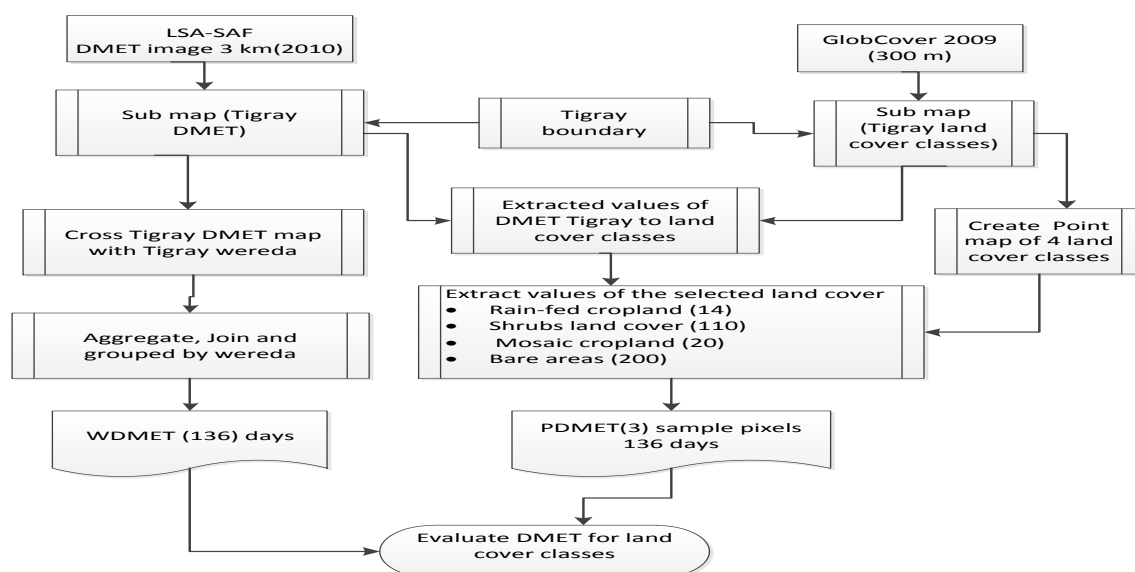 LSA-SAF
DMET image 3 km(2010)
GlobCover 2009
(300 m)
Sub map (Tigray
DMET)
Tigray
boundary
Sub map
(Tigray land
cover classes)
Cross Tigray DMET map
with Tigray wereda
Extracted values of
DMET Tigray to land
cover classes
Create Point
map of 4 land
cover classes
Aggregate, Join and
grouped by wereda
Extract values of the selected land cover
• Rain-fed cropland (14)
• Shrubs land cover (110)
• Mosaic cropland (20)
• Bare areas (200)
WDMET (136) days
PDMET(3) sample pixels
136 days
Evaluate DMET for land
cover classes